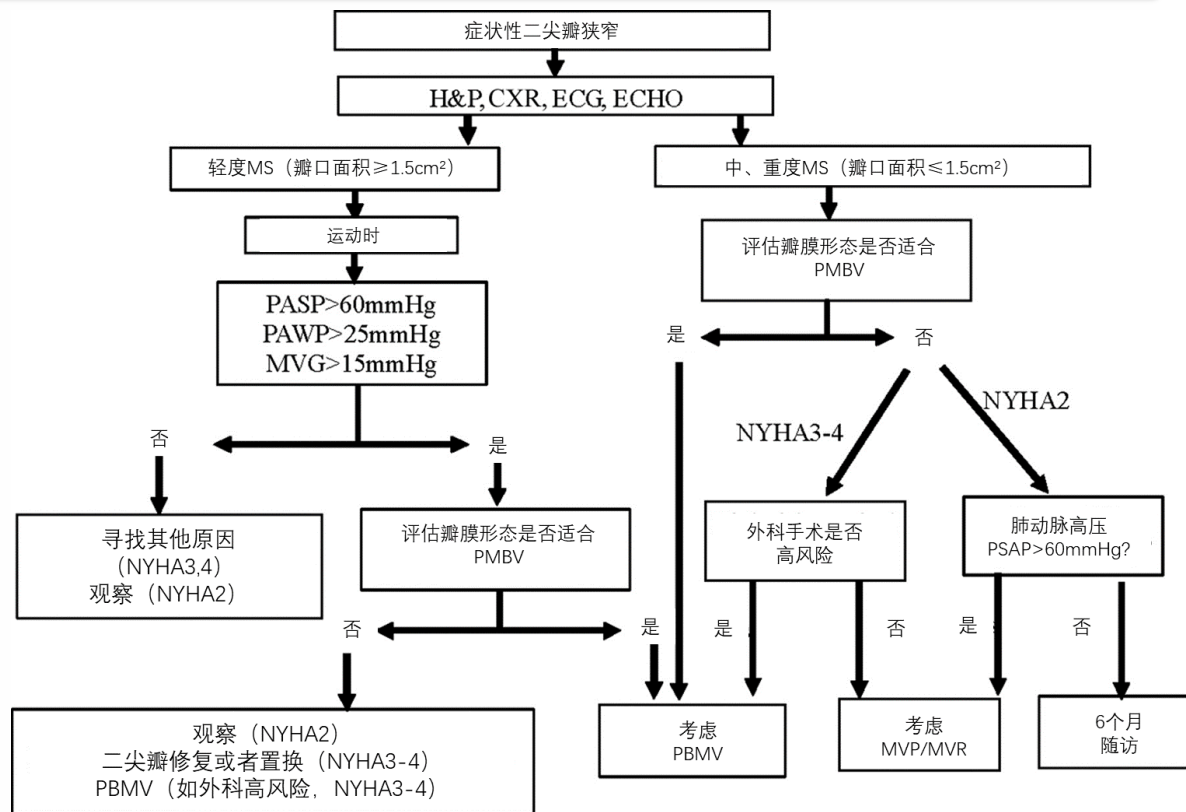 症状性二尖瓣狭窄
H&P, CXR, ECG, ECHO
轻度MS（瓣口面积≥1.5cm²）
中、重度MS（瓣口面积≤1.5cm²）
运动时
评估瓣膜形态是否适合
PMBV
PASP>60mmHg
PAWP>25mmHg
MVG>15mmHg
是
否
NYHA3-4
NYHA2
否
是
寻找其他原因
（NYHA3,4）
观察（NYHA2）
评估瓣膜形态是否适合
PMBV
外科手术是否
高风险
肺动脉高压
PSAP>60mmHg?
否
是
是
否
是
否
观察（NYHA2）
二尖瓣修复或者置换（NYHA3-4）
PBMV（如外科高风险，NYHA3-4）
考虑
PBMV
考虑
MVP/MVR
6个月
随访